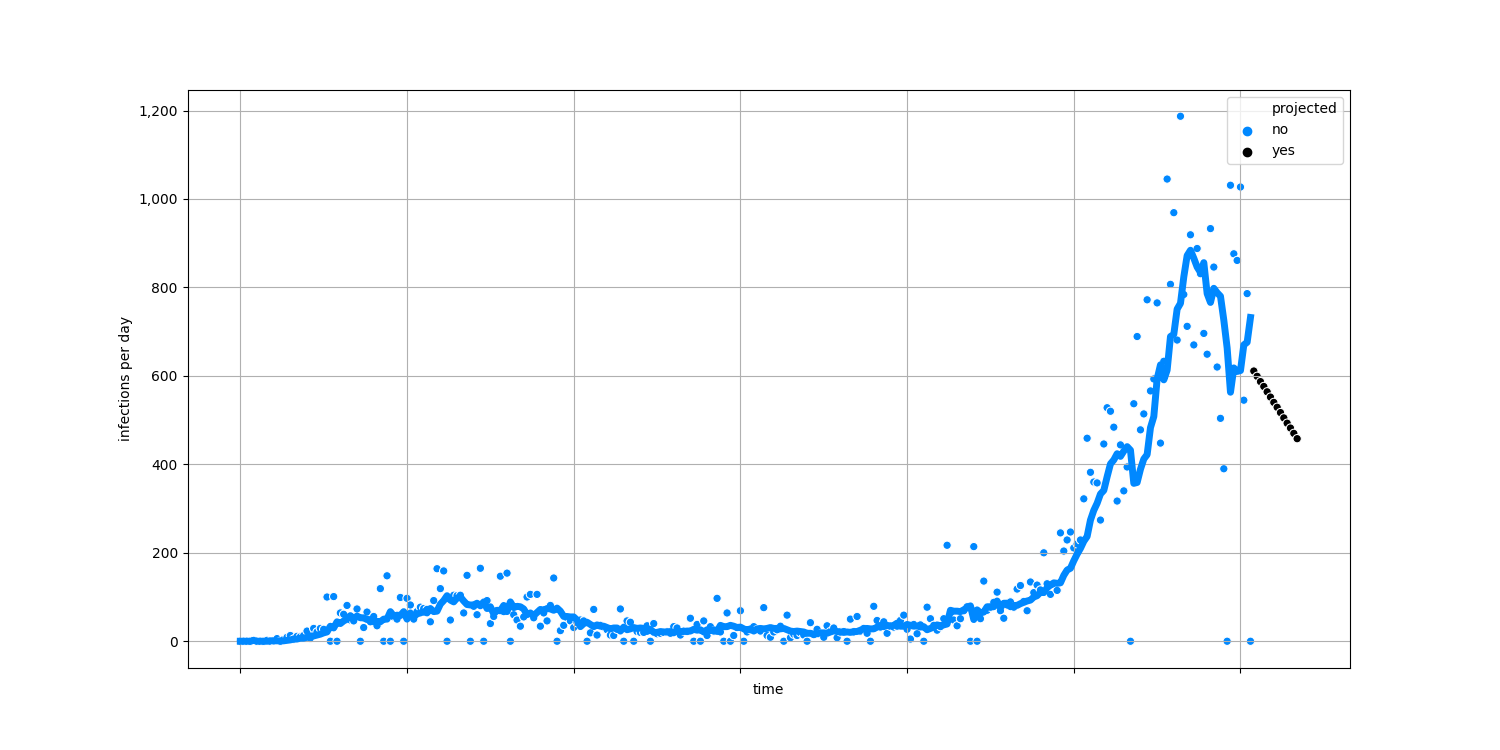 1,200
1,000
800
600
400
200
0
infections per day
time
projected
no
yes